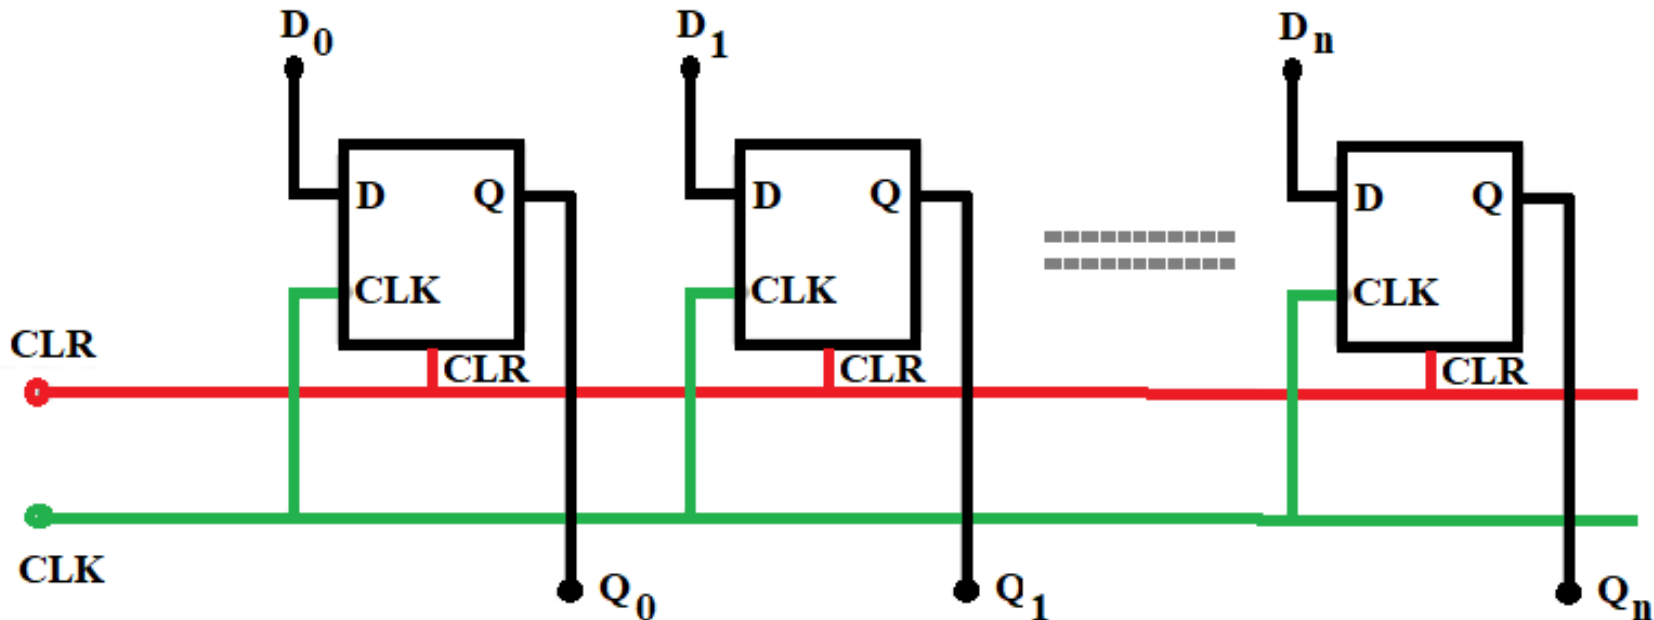 D0 D1 Dn
D Q D Q D Q
CLK CLK CLK
CLR
CLR CLR CLR
CLK
Q0 Q1 Qn